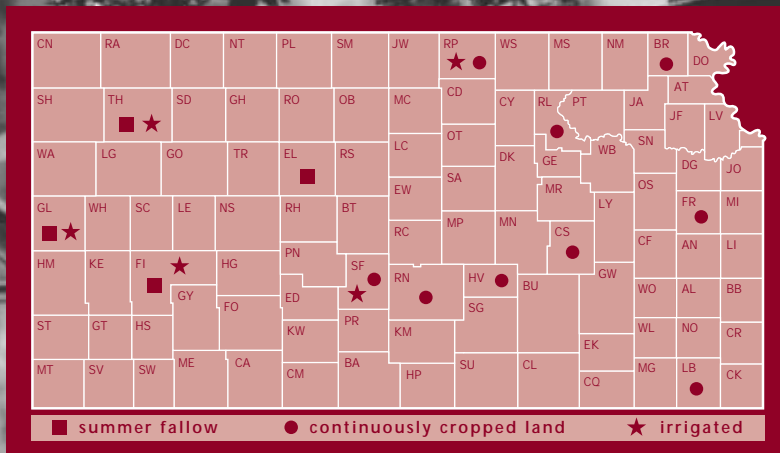 CN RA DC NT PL SM JW RP WS MS NM BR DO
SH TH SD GH RO OB MC CD CY RL PT JA AT
JF LV
WA LG GO TR EL RS LC OT DK GE WB SN DG JO
GL WH SC LE NS RH BT EW SA MR LY OS FR MI
RC MP MN CS CF AN LI
HM KE FI HG PN SF RN HV BU GW WO AL BB
GY FO ED SG
ST GT HS PR KW KM EK WL NO CR
MT SV SW ME CA CM BA HP SU CL CQ MG LB CK
summer fallow continuously cropped land irrigated